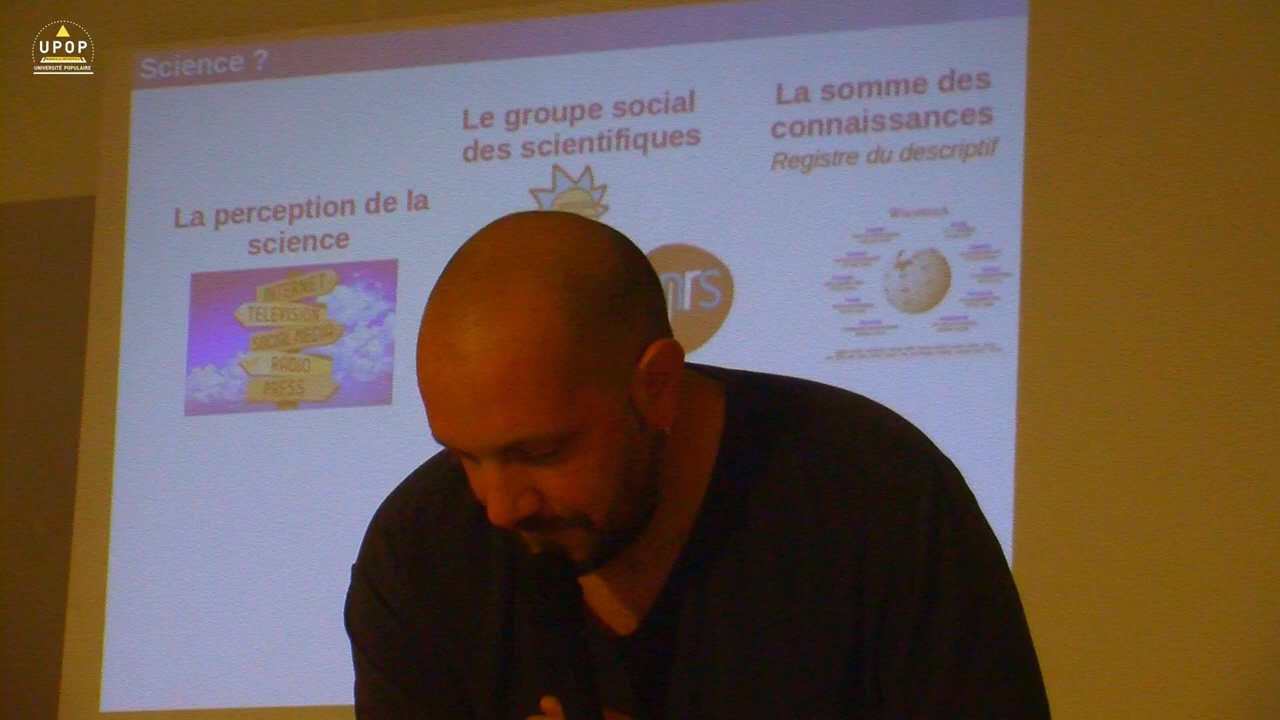 UPOP
UNIVERSITÉ POPULAIRE
Science ?
Le groupe social
des scientifiques
La somme des
connaissances
Registre du descriptif
La perception de la
science
INTERNET
TELEVISION
SOCIAL MEDIA
RADIO
PRESS
nrs
WIKIPEDIA